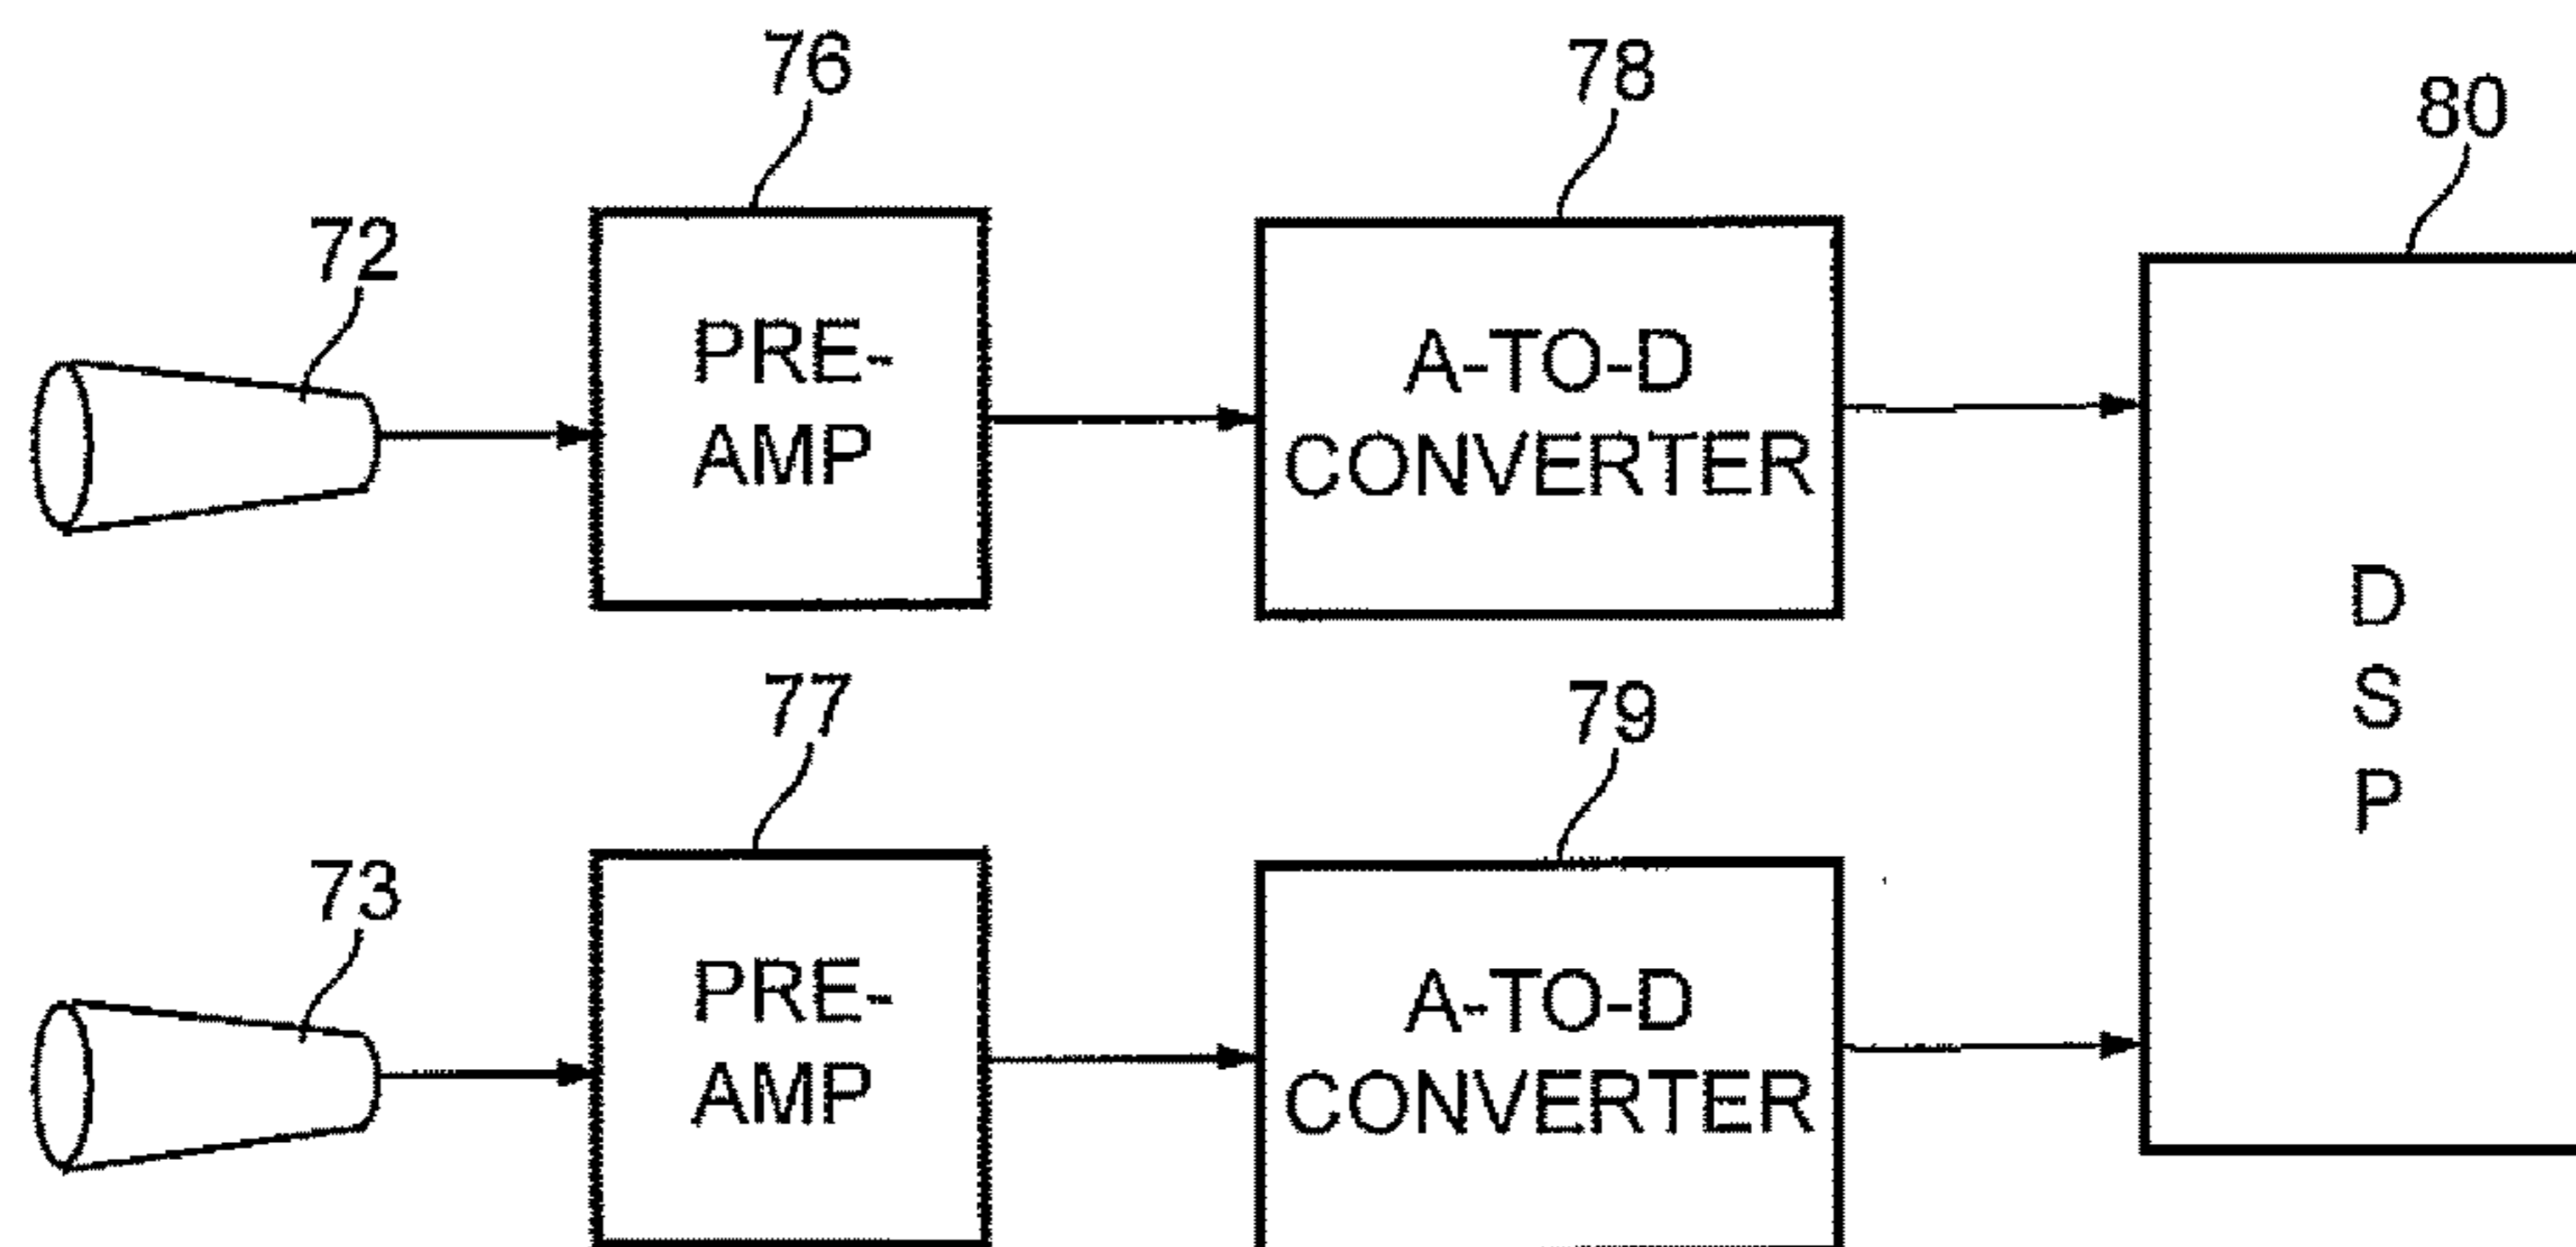 76
78
80
72
PRE-
AMP
A-TO-D
CONVERTER
D
S
P
77
79
73
PRE-
AMP
A-TO-D
CONVERTER